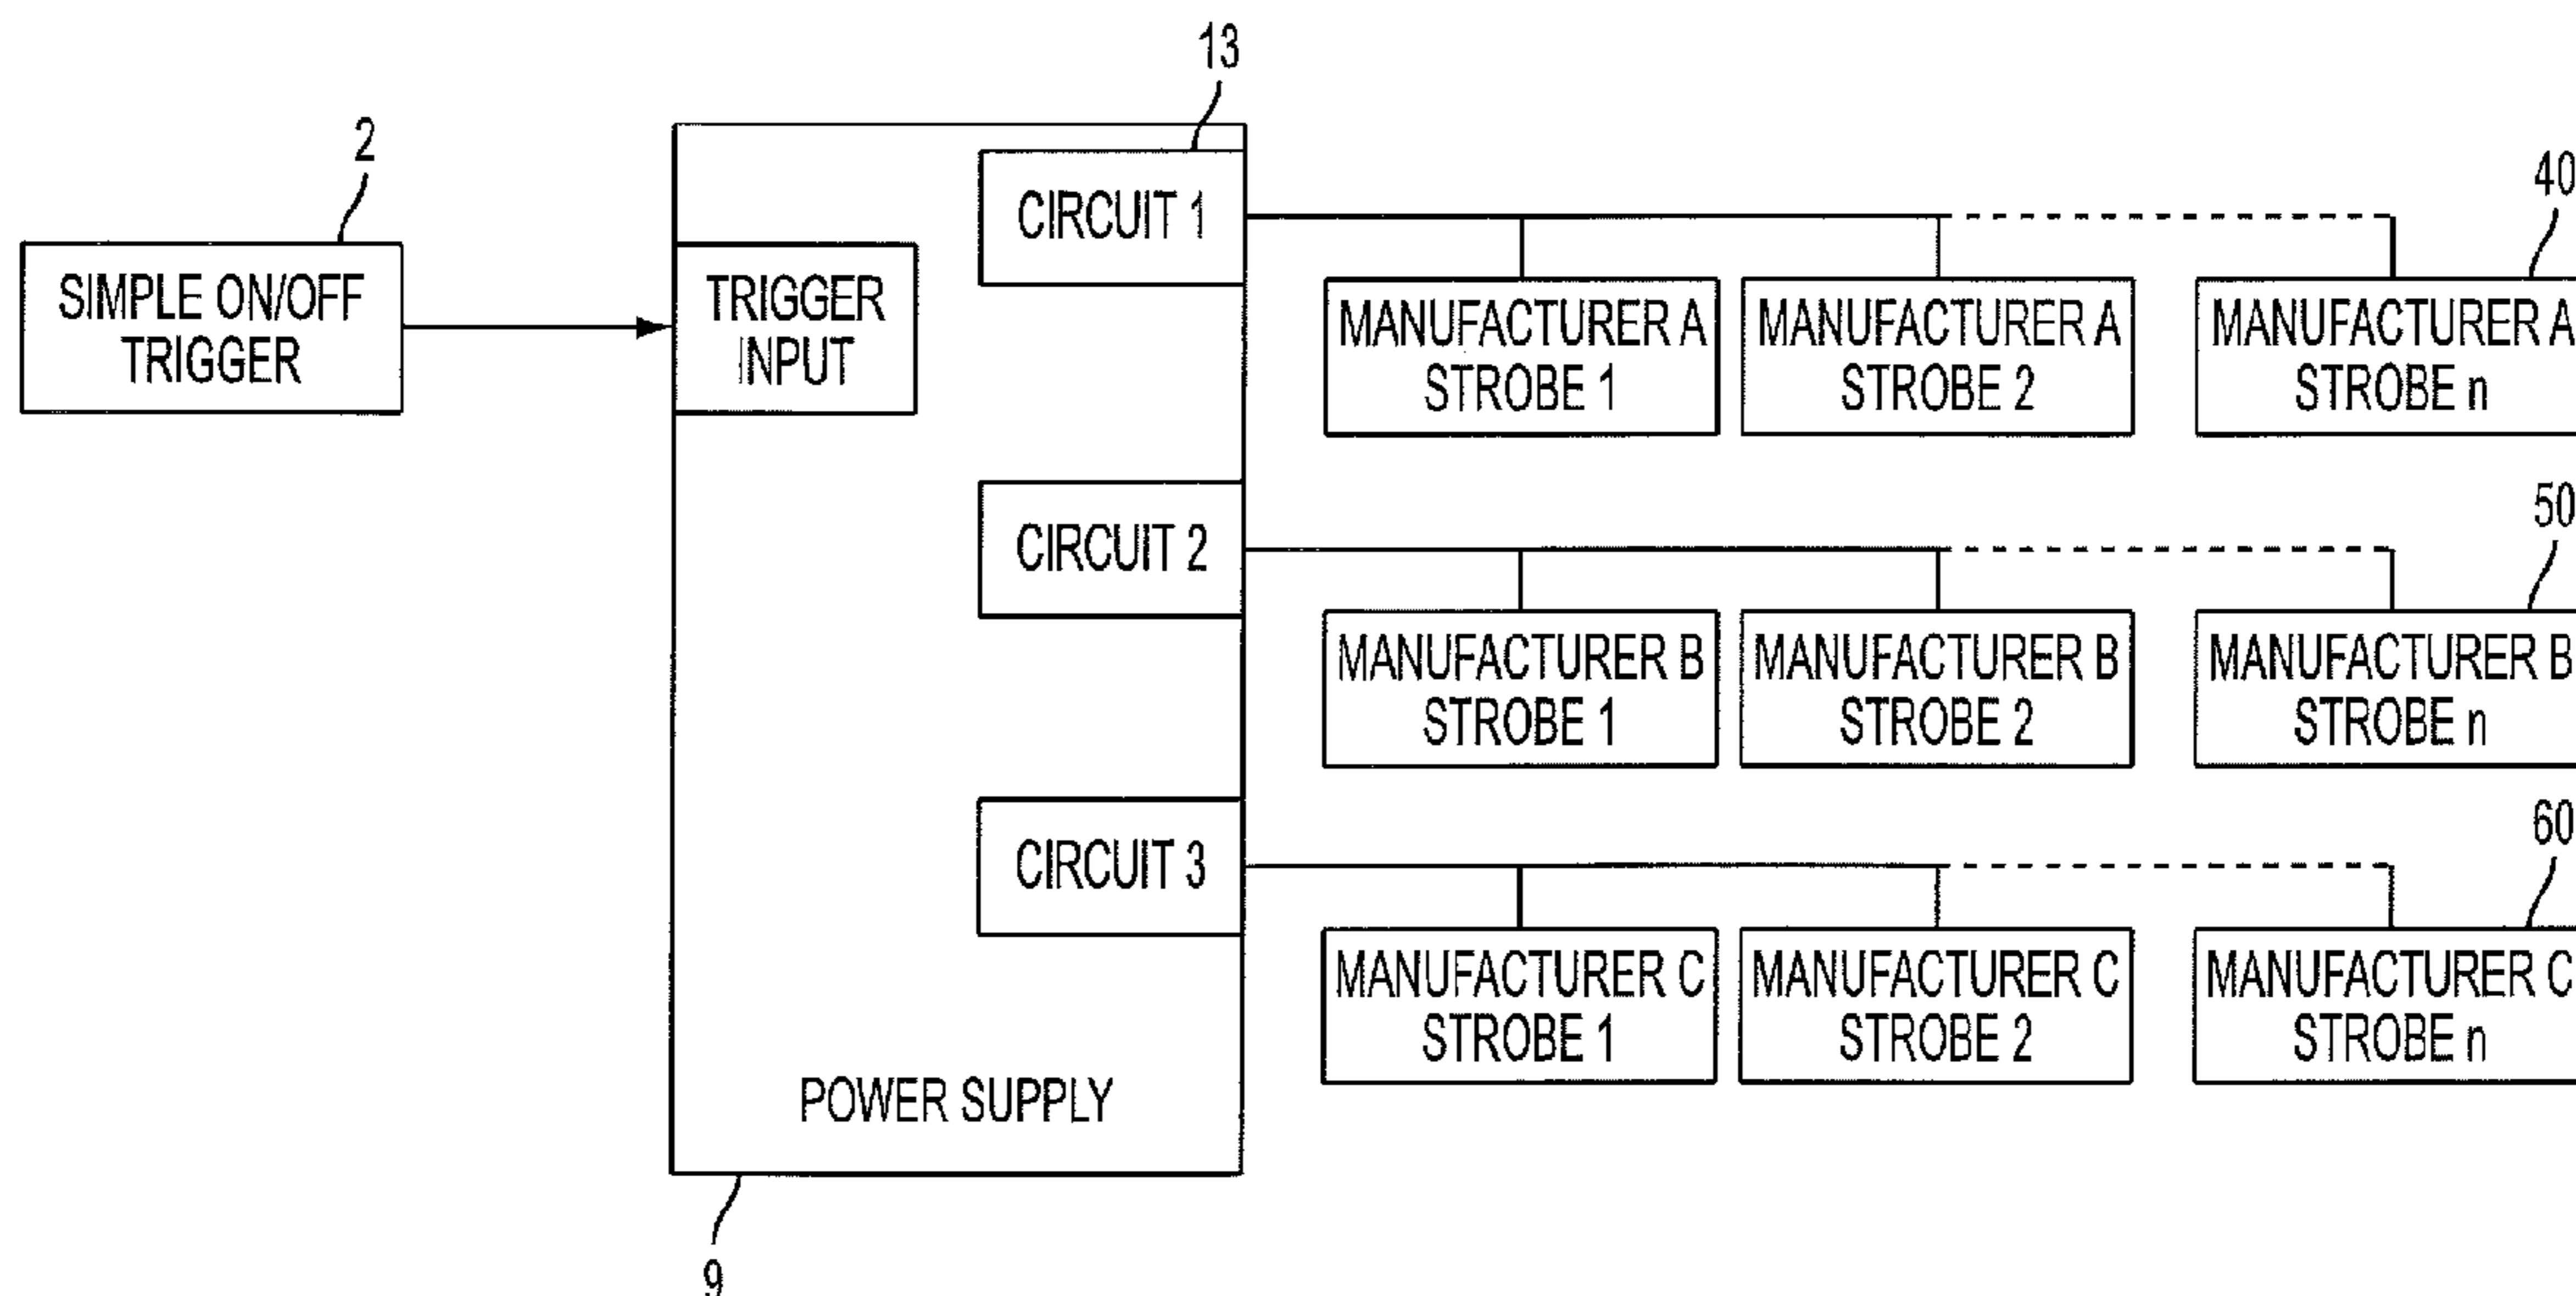 13
2
40
CIRCUIT 1
SIMPLE ON/OFF
TRIGGER
TRIGGER
INPUT
MANUFACTURER A
STROBE 1
MANUFACTURER A
STROBE 2
MANUFACTURER A
STROBE n
50
CIRCUIT 2
MANUFACTURER B
STROBE 1
MANUFACTURER B
STROBE 2
MANUFACTURER B
STROBE n
60
CIRCUIT 3
MANUFACTURER C
STROBE 1
MANUFACTURER C
STROBE 2
MANUFACTURER C
STROBE n
POWER SUPPLY
9